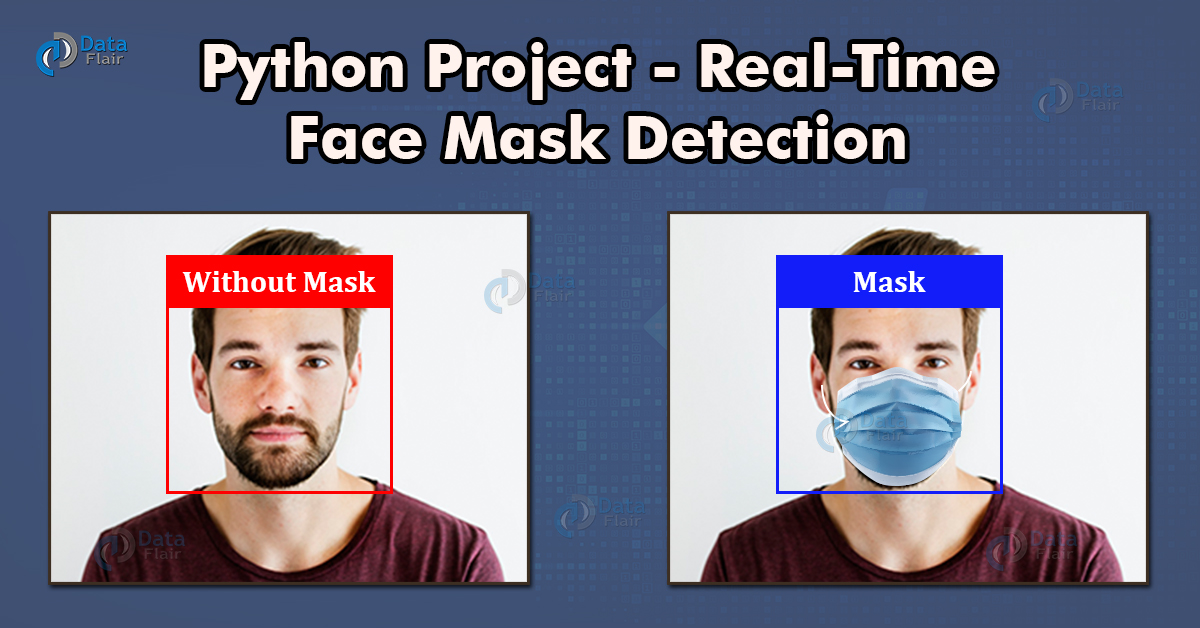 Data
Flair
Python Project - Real-Time
Face Mask Detection
Data
Flair
Without Mask
Mask
Data
Flair
Data
Flair
Data
Flair
Data
Flair
Data
Flair